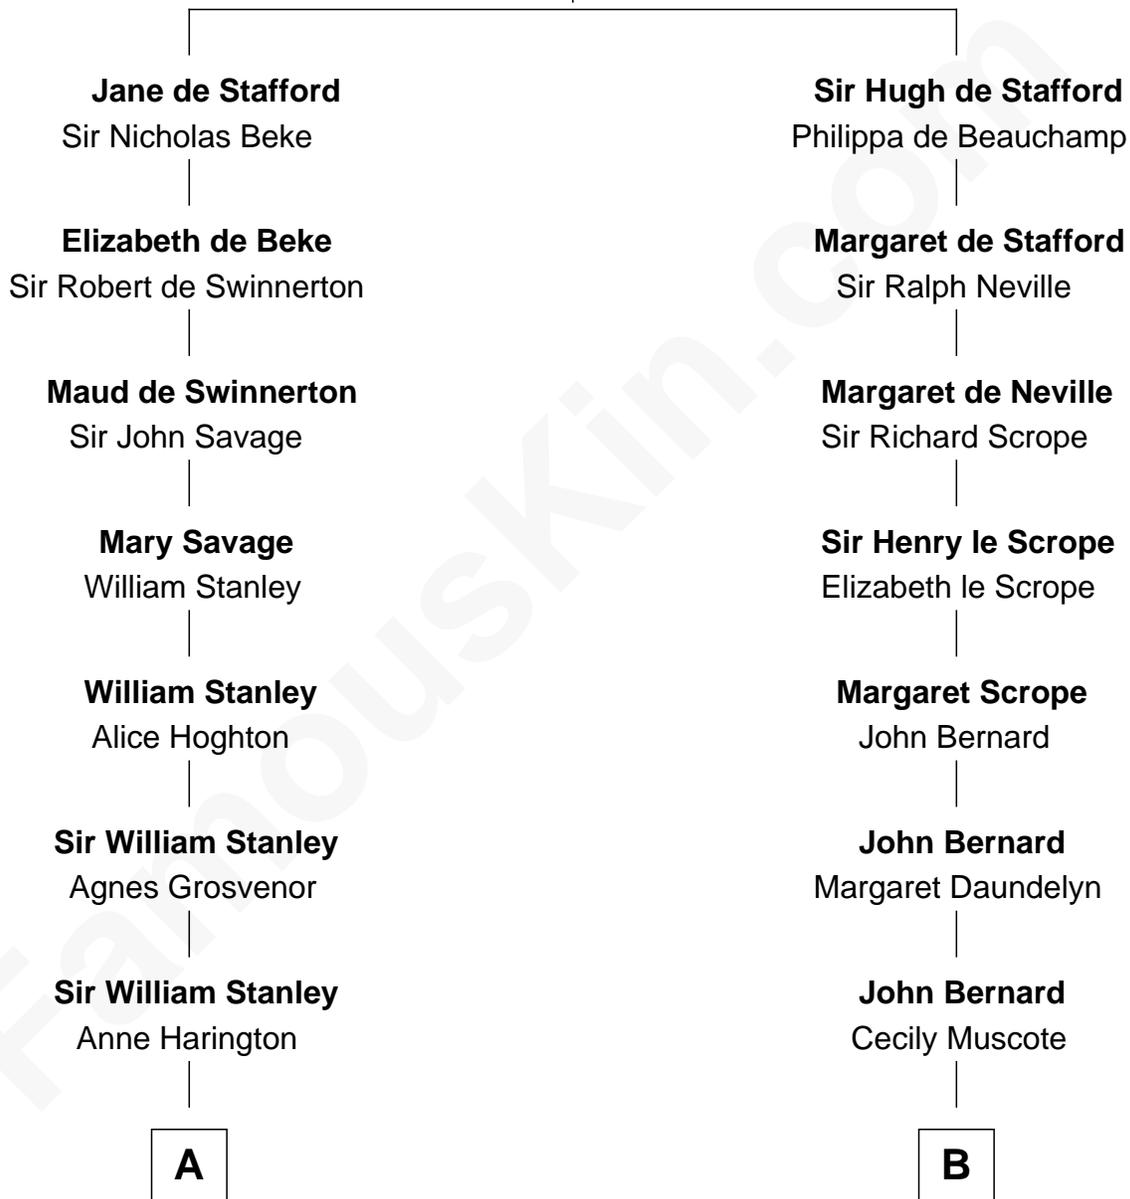 Jane de Stafford
Sir Nicholas Beke
Elizabeth de Beke
Sir Robert de Swinnerton
Maud de Swinnerton
Sir John Savage
Mary Savage
William Stanley
William Stanley
Alice Hoghton
Sir William Stanley
Agnes Grosvenor
Sir William Stanley
Anne Harington
A
Sir Hugh de Stafford
Philippa de Beauchamp
Margaret de Stafford
Sir Ralph Neville
Margaret de Neville
Sir Richard Scrope
Sir Henry le Scrope
Elizabeth le Scrope
Margaret Scrope
John Bernard
John Bernard
Margaret Daundelyn
John Bernard
Cecily Muscote
B
FamousKin.com